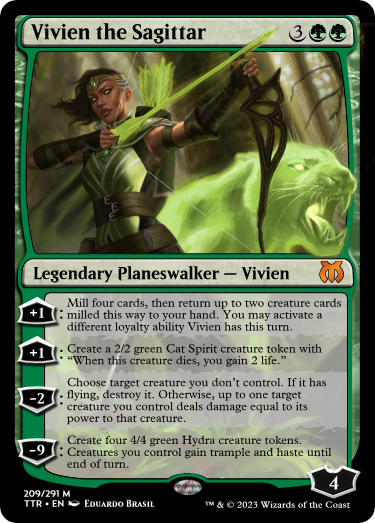 Vivien the Sagittar 3
Legendary Planeswalker — Vivien
+1 : Mill four cards, then return up to two creature cards
milled this way to your hand. You may activate a
different loyalty ability Vivien has this turn.
+1 : Create a 2/2 green Cat Spirit creature token with
“When this creature dies, you gain 2 life.”
-2 : Choose target creature you don't control. If it has
flying, destroy it. Otherwise, up to one target
creature you control deals damage equal to its
power to that creature.
-9 : Create four 4/4 green Hydra creature tokens.
Creatures you control gain trample and haste until
end of turn.
4
209/291 M
TTR • EN Eduardo Brasil ™ & © 2023 Wizards of the Coast